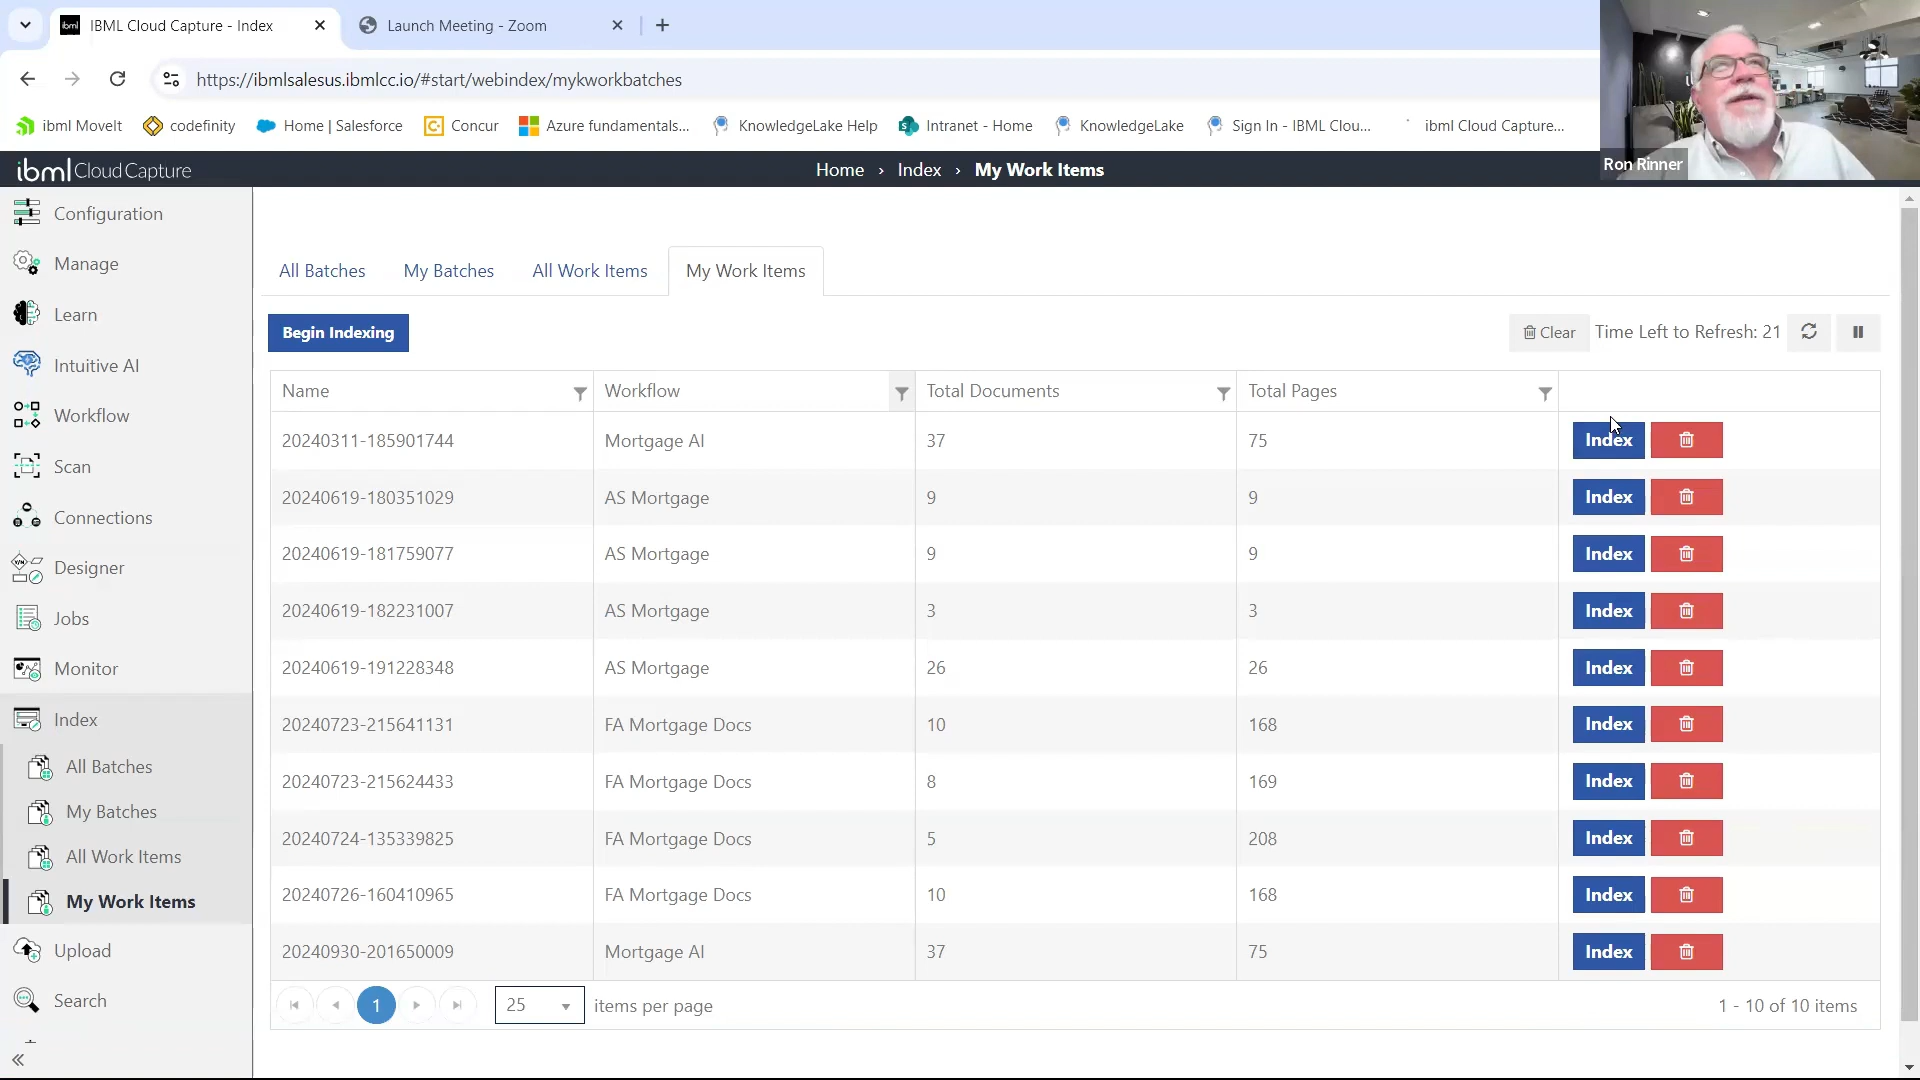 ibml IBML Cloud Capture - Index
Launch Meeting - Zoom
https://ibmlsalesus.ibmlcc.io/#start/webindex/mykworkbatches
ibml MoveIt
codefinity
Home | Salesforce
Concur
Azure fundamentals...
KnowledgeLake Help
Intranet - Home
KnowledgeLake
Sign In - IBML Clou...
ibml Cloud Capture...
Ron Rinner
ibml Cloud Capture
Home › Index › My Work Items
Configuration
Manage
Learn
Intuitive AI
Workflow
Scan
Connections
Designer
Jobs
Monitor
Index
All Batches
My Batches
All Work Items
My Work Items
Upload
Search
All Batches My Batches All Work Items My Work Items
Begin Indexing
Clear Time Left to Refresh: 21
Name Workflow Total Documents Total Pages
20240311-185901744 Mortgage AI 37 75 Index
20240619-180351029 AS Mortgage 9 9 Index
20240619-181759077 AS Mortgage 9 9 Index
20240619-182231007 AS Mortgage 3 3 Index
20240619-191228348 AS Mortgage 26 26 Index
20240723-215641131 FA Mortgage Docs 10 168 Index
20240723-215624433 FA Mortgage Docs 8 169 Index
20240724-135339825 FA Mortgage Docs 5 208 Index
20240726-160410965 FA Mortgage Docs 10 168 Index
20240930-201650009 Mortgage AI 37 75 Index
1 25 items per page 1 - 10 of 10 items